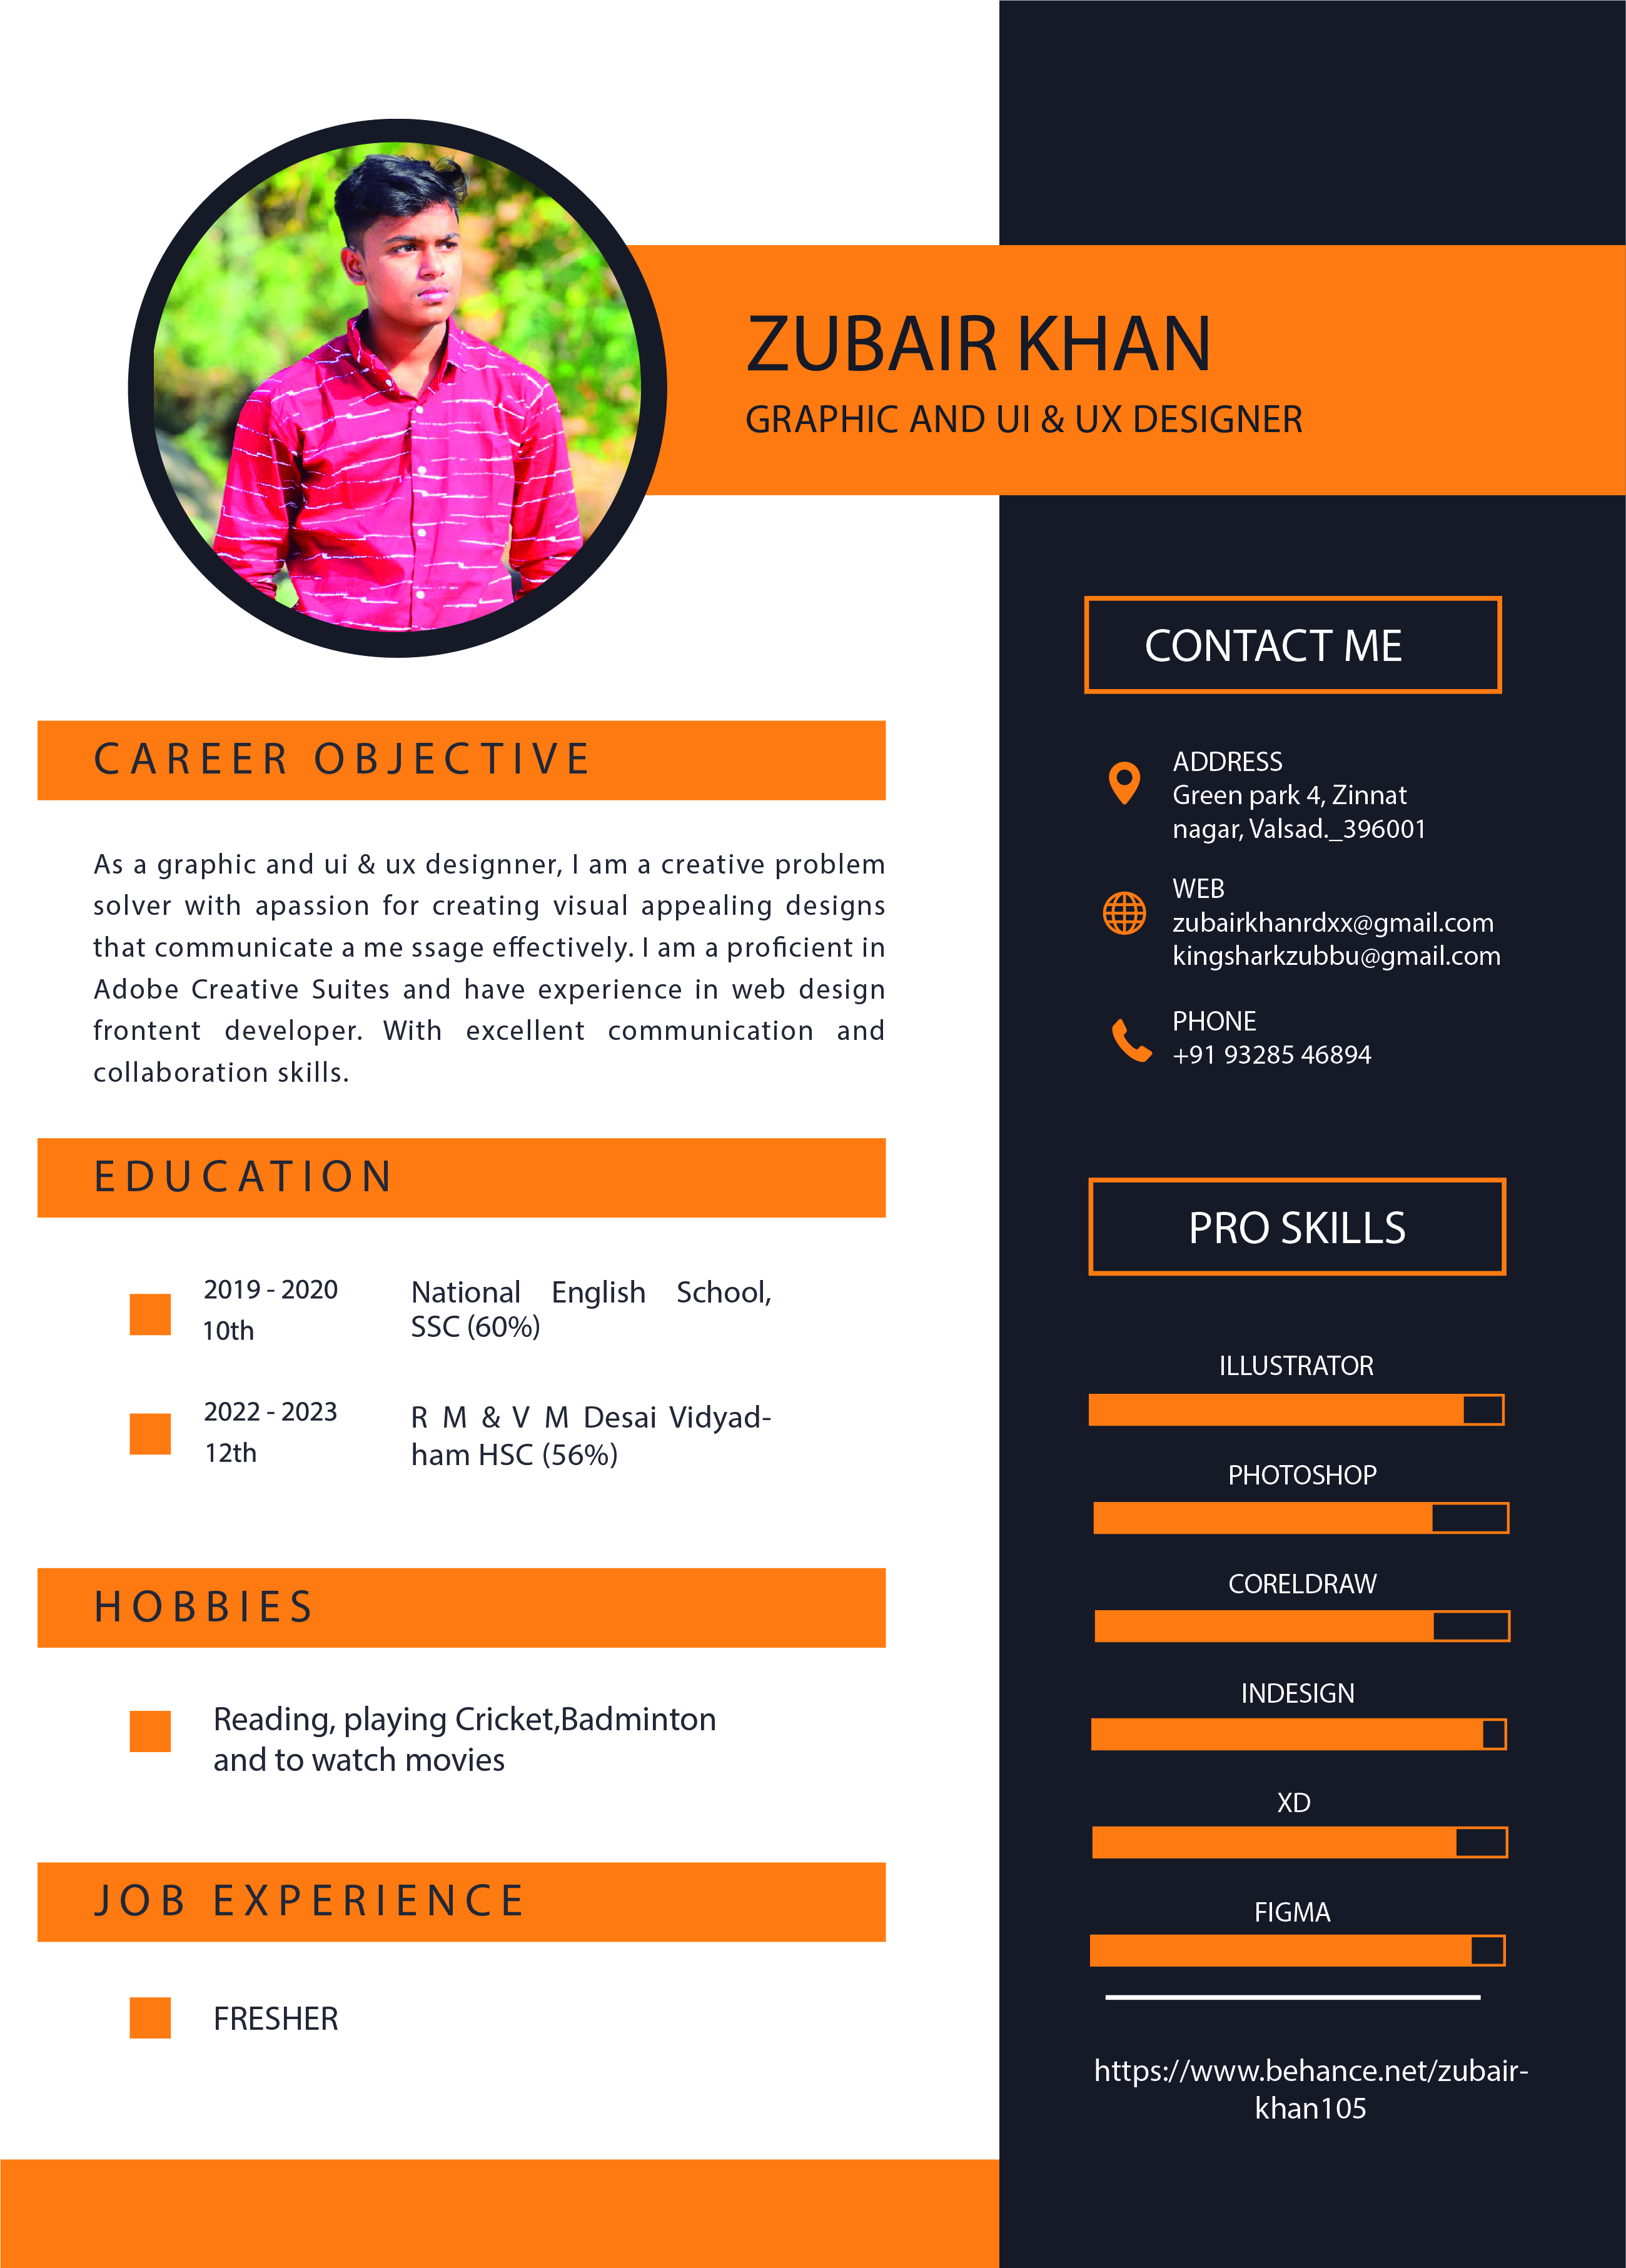 ZUBAIR KHAN
GRAPHIC AND UI & UX DESIGNER
CAREER OBJECTIVE
As a graphic and ui & ux designner, I am a creative problem
solver with apassion for creating visual appealing designs
that communicate a me ssage effectively. I am a proficient in
Adobe Creative Suites and have experience in web design
frontent developer. With excellent communication and
collaboration skills.
EDUCATION
2019 - 2020
10th
National English School,
SSC (60%)
2022 - 2023
12th
R M & V M Desai Vidyad-
ham HSC (56%)
HOBBIES
Reading, playing Cricket,Badminton
and to watch movies
JOB EXPERIENCE
FRESHER
CONTACT ME
ADDRESS
Green park 4, Zinnat
nagar, Valsad._396001
WEB
zubairkhanrdxx@gmail.com
kingsharkzubbu@gmail.com
PHONE
+91 93285 46894
PRO SKILLS
ILLUSTRATOR
PHOTOSHOP
CORELDRAW
INDESIGN
XD
FIGMA
https://www.behance.net/zubair-
khan105